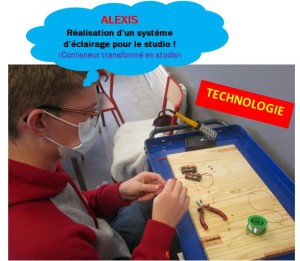 ALEXIS
Réalisation d'un système
d'éclairage pour le studio !
(Conteneur transformé en studio)
TECHNOLOGIE